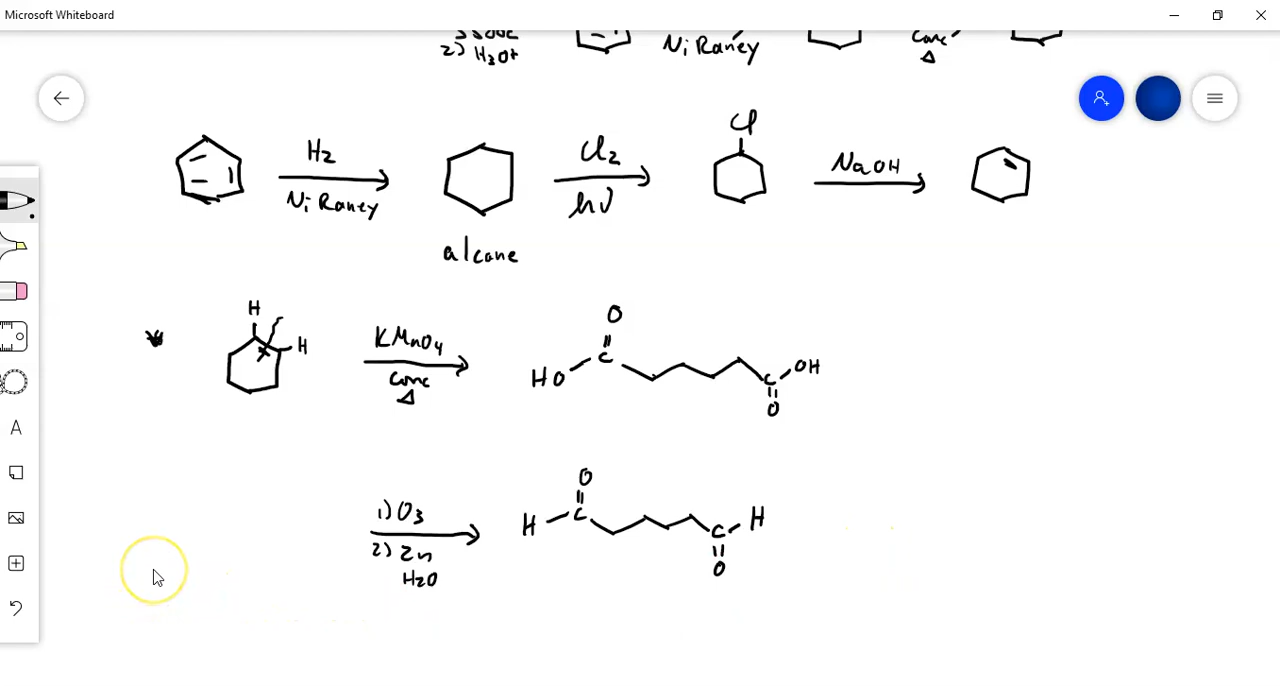 Microsoft Whiteboard
2) H3O+
Ni Raney
conc
Δ
H2
Ni Raney
Cl2
hν
Cl
NaOH
alcane
H
H
KMnO4
conc
Δ
O
HO
C
C
OH
O
1) O3
2) Zn
H2O
O
H
C
C
H
O
A